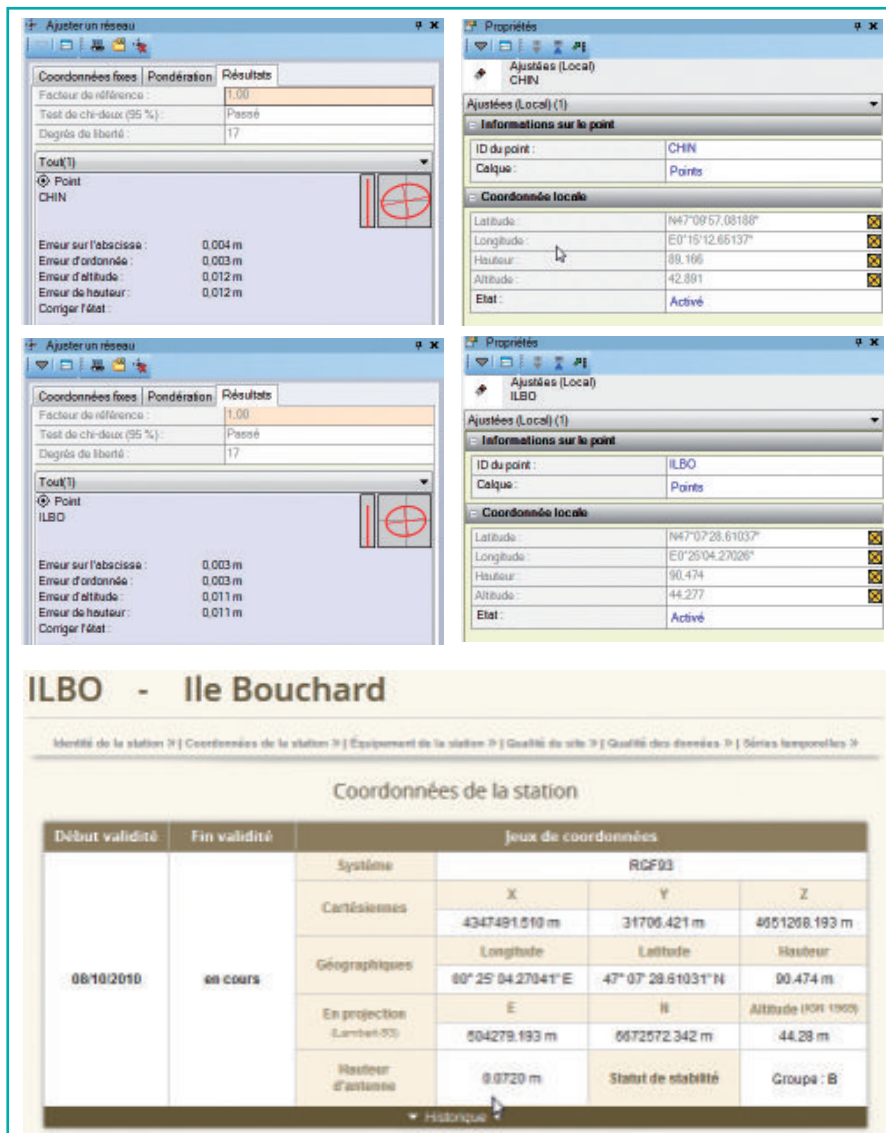 Ajuster un réseau
Coordonnées fixes Pondération Résultats
Facteur de référence : 1.00
Test de chi-deux (95 %) : Passé
Degrés de liberté : 17
Tout(1)
Point
CHIN
Erreur sur l'abscisse : 0,004 m
Erreur d'ordonnée : 0,003 m
Erreur d'altitude : 0,012 m
Erreur de hauteur : 0,012 m
Corriger l'état :
Propriétés
Ajustées (Local)
CHIN
Ajustées (Local) (1)
Informations sur le point
ID du point : CHIN
Calque : Points
Coordonnée locale
Latitude : N47°09'57,08188"
Longitude : E0°15'12,65137"
Hauteur : 89.166
Altitude : 42.891
Etat : Activé
Ajuster un réseau
Coordonnées fixes Pondération Résultats
Facteur de référence : 1.00
Test de chi-deux (95 %) : Passé
Degrés de liberté : 17
Tout(1)
Point
ILBO
Erreur sur l'abscisse : 0,003 m
Erreur d'ordonnée : 0,003 m
Erreur d'altitude : 0,011 m
Erreur de hauteur : 0,011 m
Corriger l'état :
Propriétés
Ajustées (Local)
ILBO
Ajustées (Local) (1)
Informations sur le point
ID du point : ILBO
Calque : Points
Coordonnée locale
Latitude : N47°07'28.61037"
Longitude : E0°25'04.27026"
Hauteur : 90.474
Altitude : 44.277
Etat : Activé
ILBO - Ile Bouchard
Identité de la station » | Coordonnées de la station » | Équipement de la station » | Qualité du site » | Qualité des données » | Séries temporelles »
Coordonnées de la station
Début validité Fin validité Jeux de coordonnées
Système RGF93
Cartésiennes X Y Z
4347491.510 m 31706.421 m 4651268.193 m
Géographiques Longitude Latitude Hauteur
08/10/2010 en cours 00° 25' 04.27041" E 47° 07' 28.61031" N 90.474 m
En projection (Lambert-93) E N Altitude (IGN 1969)
504279.193 m 6672572.342 m 44.28 m
Hauteur d'antenne 0.0720 m Statut de stabilité Groupe : B
Historique